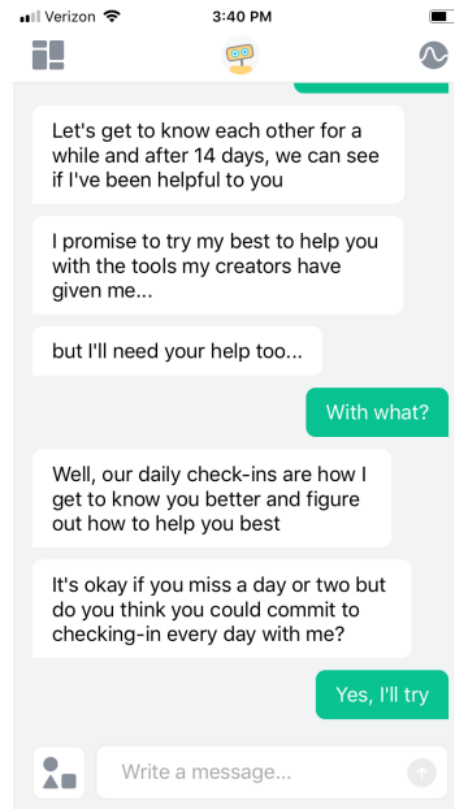 Verizon 3:40 PM
Let's get to know each other for a
while and after 14 days, we can see
if I've been helpful to you
I promise to try my best to help you
with the tools my creators have
given me...
but I'll need your help too...
With what?
Well, our daily check-ins are how I
get to know you better and figure
out how to help you best
It's okay if you miss a day or two but
do you think you could commit to
checking-in every day with me?
Yes, I'll try
Write a message...